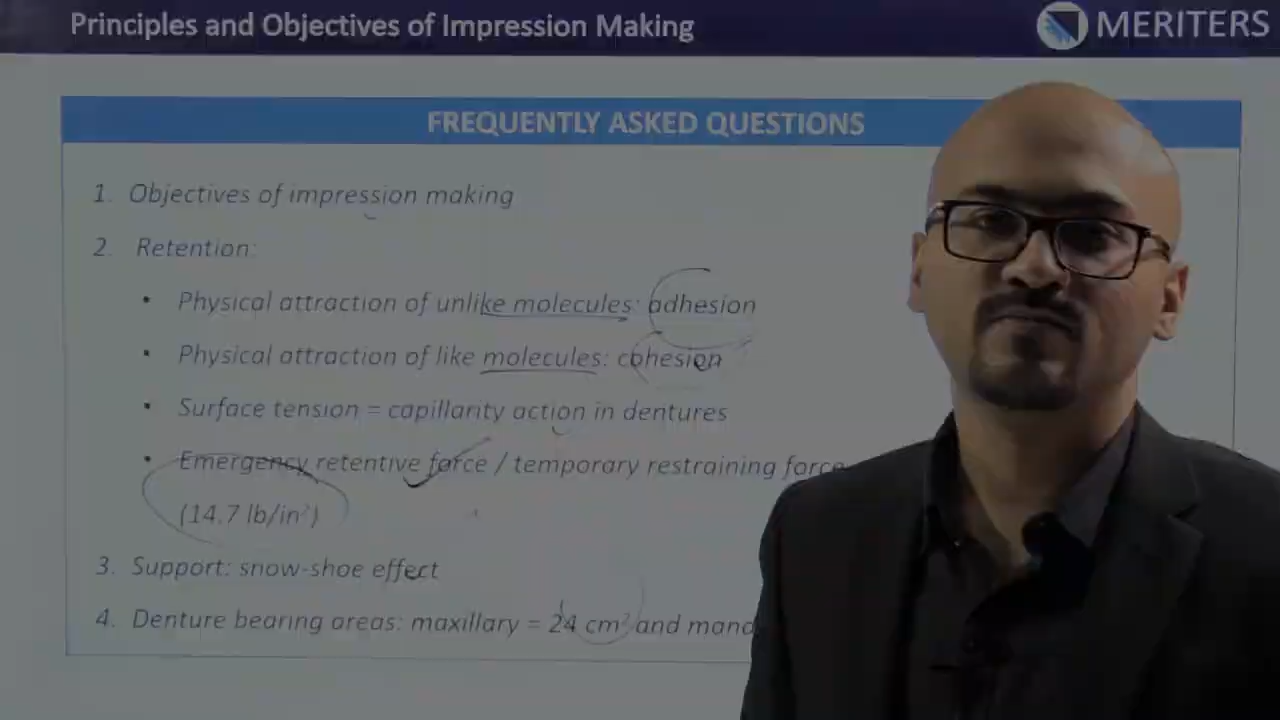 Principles and Objectives of Impression Making
MERITERS
FREQUENTLY ASKED QUESTIONS
1. Objectives of impression making
2. Retention:
• Physical attraction of unlike molecules: adhesion
• Physical attraction of like molecules: cohesion
• Surface tension = capillarity action in dentures
• Emergency retentive force / temporary restraining force
(14.7 lb/in²)
3. Support: snow-shoe effect
4. Denture bearing areas: maxillary = 24 cm² and